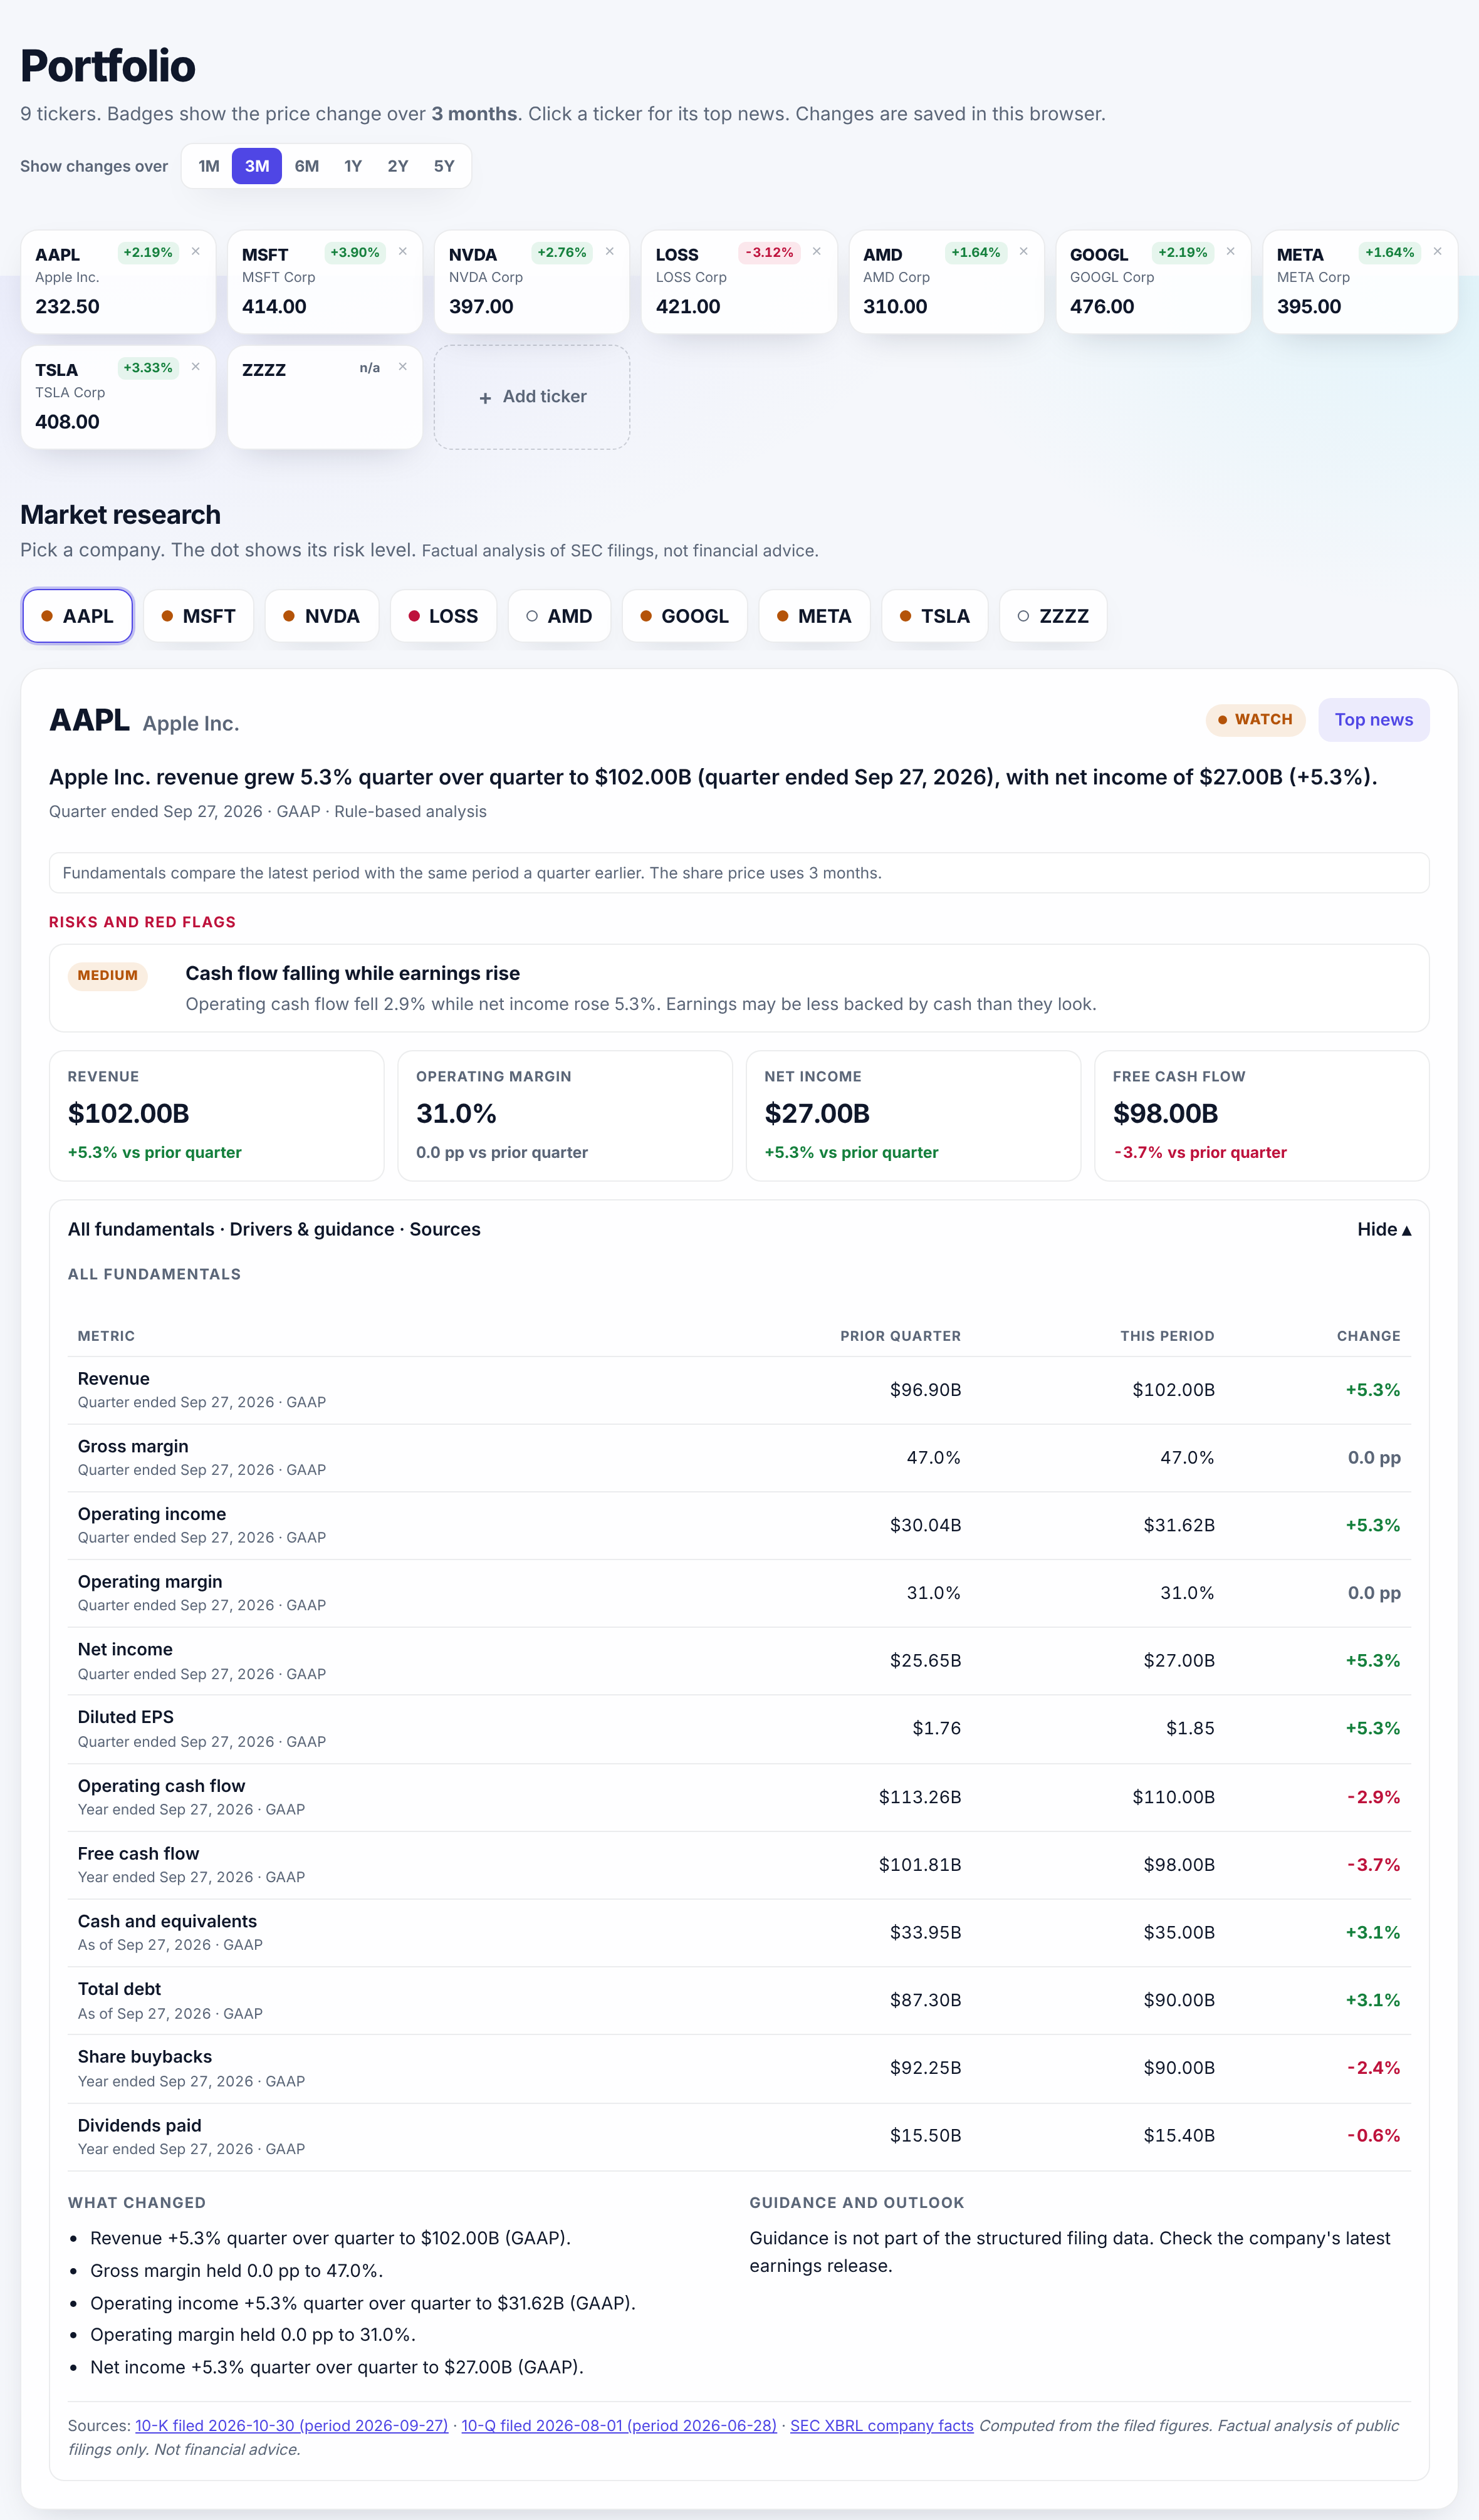 Portfolio
9 tickers. Badges show the price change over 3 months. Click a ticker for its top news. Changes are saved in this browser.
Show changes over 1M 3M 6M 1Y 2Y 5Y
AAPL +2.19% ×
Apple Inc.
232.50
MSFT +3.90% ×
MSFT Corp
414.00
NVDA +2.76% ×
NVDA Corp
397.00
LOSS -3.12% ×
LOSS Corp
421.00
AMD +1.64% ×
AMD Corp
310.00
GOOGL +2.19% ×
GOOGL Corp
476.00
META +1.64% ×
META Corp
395.00
TSLA +3.33% ×
TSLA Corp
408.00
ZZZZ n/a ×
+ Add ticker
Market research
Pick a company. The dot shows its risk level. Factual analysis of SEC filings, not financial advice.
AAPL MSFT NVDA LOSS AMD GOOGL META TSLA ZZZZ
AAPL Apple Inc. WATCH Top news
Apple Inc. revenue grew 5.3% quarter over quarter to $102.00B (quarter ended Sep 27, 2026), with net income of $27.00B (+5.3%).
Quarter ended Sep 27, 2026 · GAAP · Rule-based analysis
Fundamentals compare the latest period with the same period a quarter earlier. The share price uses 3 months.
RISKS AND RED FLAGS
MEDIUM Cash flow falling while earnings rise
Operating cash flow fell 2.9% while net income rose 5.3%. Earnings may be less backed by cash than they look.
REVENUE
$102.00B
+5.3% vs prior quarter
OPERATING MARGIN
31.0%
0.0 pp vs prior quarter
NET INCOME
$27.00B
+5.3% vs prior quarter
FREE CASH FLOW
$98.00B
-3.7% vs prior quarter
All fundamentals · Drivers & guidance · Sources Hide ▴
ALL FUNDAMENTALS
METRIC PRIOR QUARTER THIS PERIOD CHANGE
Revenue
Quarter ended Sep 27, 2026 · GAAP
$96.90B $102.00B +5.3%
Gross margin
Quarter ended Sep 27, 2026 · GAAP
47.0% 47.0% 0.0 pp
Operating income
Quarter ended Sep 27, 2026 · GAAP
$30.04B $31.62B +5.3%
Operating margin
Quarter ended Sep 27, 2026 · GAAP
31.0% 31.0% 0.0 pp
Net income
Quarter ended Sep 27, 2026 · GAAP
$25.65B $27.00B +5.3%
Diluted EPS
Quarter ended Sep 27, 2026 · GAAP
$1.76 $1.85 +5.3%
Operating cash flow
Year ended Sep 27, 2026 · GAAP
$113.26B $110.00B -2.9%
Free cash flow
Year ended Sep 27, 2026 · GAAP
$101.81B $98.00B -3.7%
Cash and equivalents
As of Sep 27, 2026 · GAAP
$33.95B $35.00B +3.1%
Total debt
As of Sep 27, 2026 · GAAP
$87.30B $90.00B +3.1%
Share buybacks
Year ended Sep 27, 2026 · GAAP
$92.25B $90.00B -2.4%
Dividends paid
Year ended Sep 27, 2026 · GAAP
$15.50B $15.40B -0.6%
WHAT CHANGED
• Revenue +5.3% quarter over quarter to $102.00B (GAAP).
• Gross margin held 0.0 pp to 47.0%.
• Operating income +5.3% quarter over quarter to $31.62B (GAAP).
• Operating margin held 0.0 pp to 31.0%.
• Net income +5.3% quarter over quarter to $27.00B (GAAP).
GUIDANCE AND OUTLOOK
Guidance is not part of the structured filing data. Check the company's latest
earnings release.
Sources: 10-K filed 2026-10-30 (period 2026-09-27) · 10-Q filed 2026-08-01 (period 2026-06-28) · SEC XBRL company facts Computed from the filed figures. Factual analysis of public
filings only. Not financial advice.